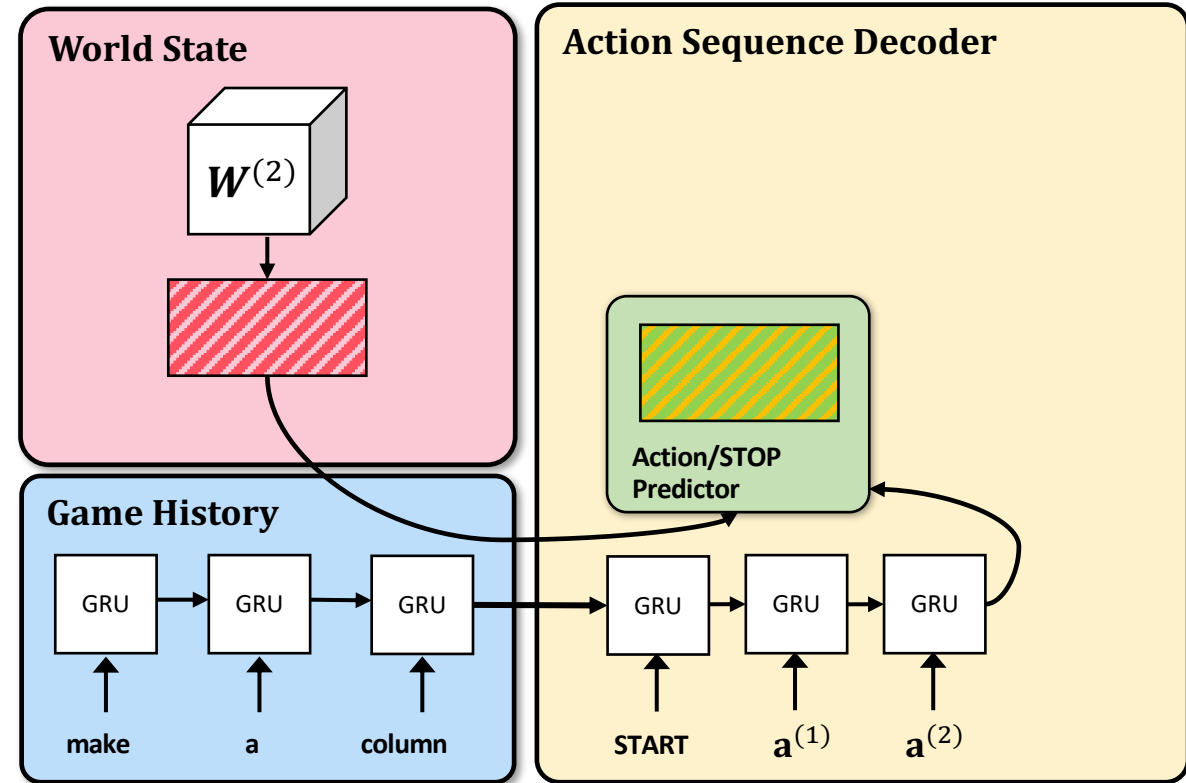 World State
W^(2)
Game History
GRU
GRU
GRU
make
a
column
Action Sequence Decoder
Action/STOP
Predictor
GRU
GRU
GRU
START
a^(1)
a^(2)